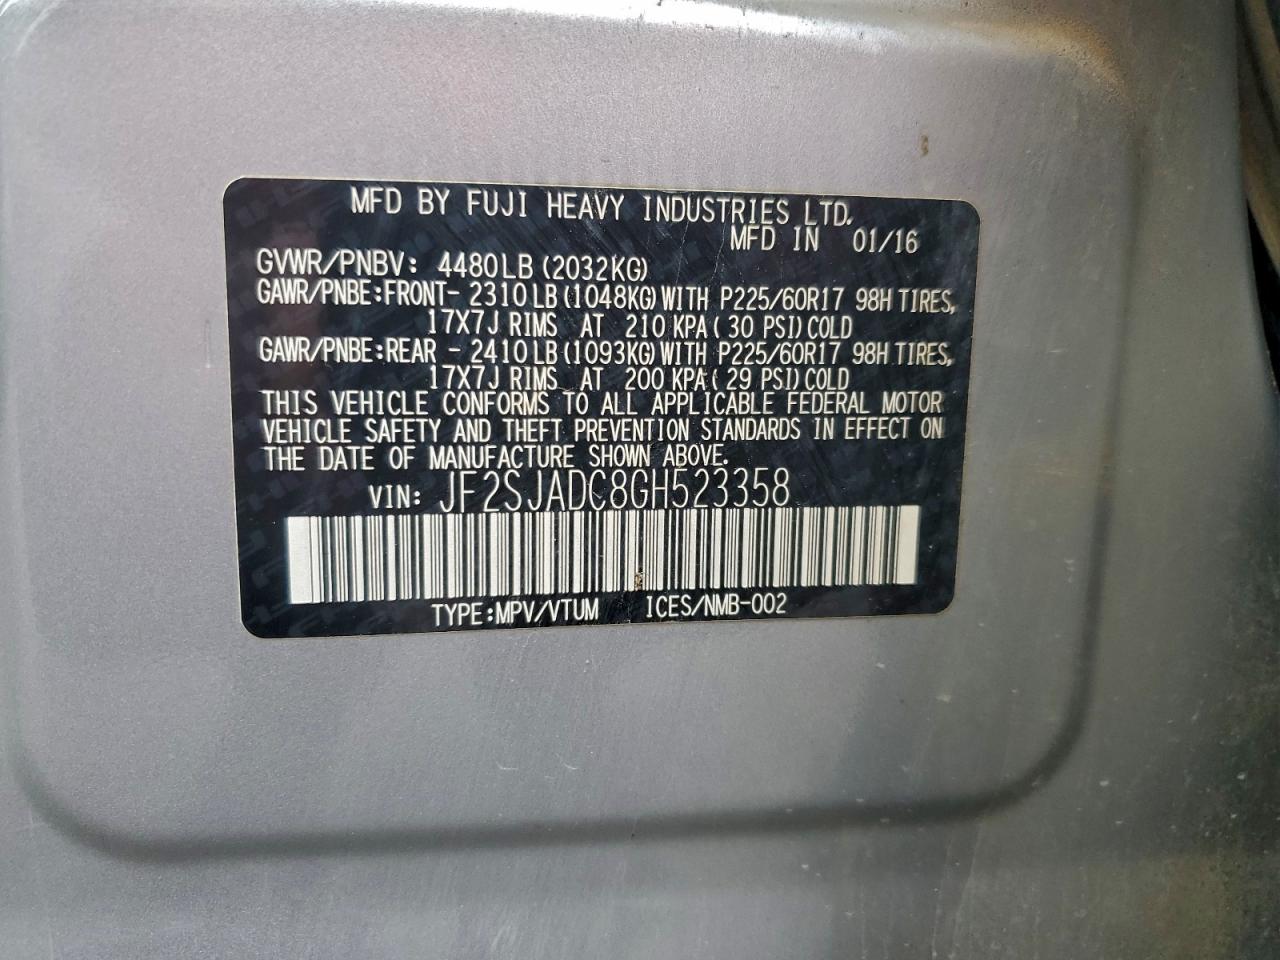 MFD BY FUJI HEAVY INDUSTRIES LTD.
MFD IN 01/16
GVWR/PNBV: 4480LB(2032KG)
GAWR/PNBE:FRONT- 2310LB(1048KG)WITH P225/60R17 98H TIRES,
17X7J RIMS AT 210 KPA( 30 PSI)COLD
GAWR/PNBE:REAR - 2410LB(1093KG)WITH P225/60R17 98H TIRES,
17X7J RIMS AT 200 KPA( 29 PSI)COLD
THIS VEHICLE CONFORMS TO ALL APPLICABLE FEDERAL MOTOR
VEHICLE SAFETY AND THEFT PREVENTION STANDARDS IN EFFECT ON
THE DATE OF MANUFACTURE SHOWN ABOVE.
VIN: JF2SJADC8GH523358
TYPE:MPV/VTUM ICES/NMB-002